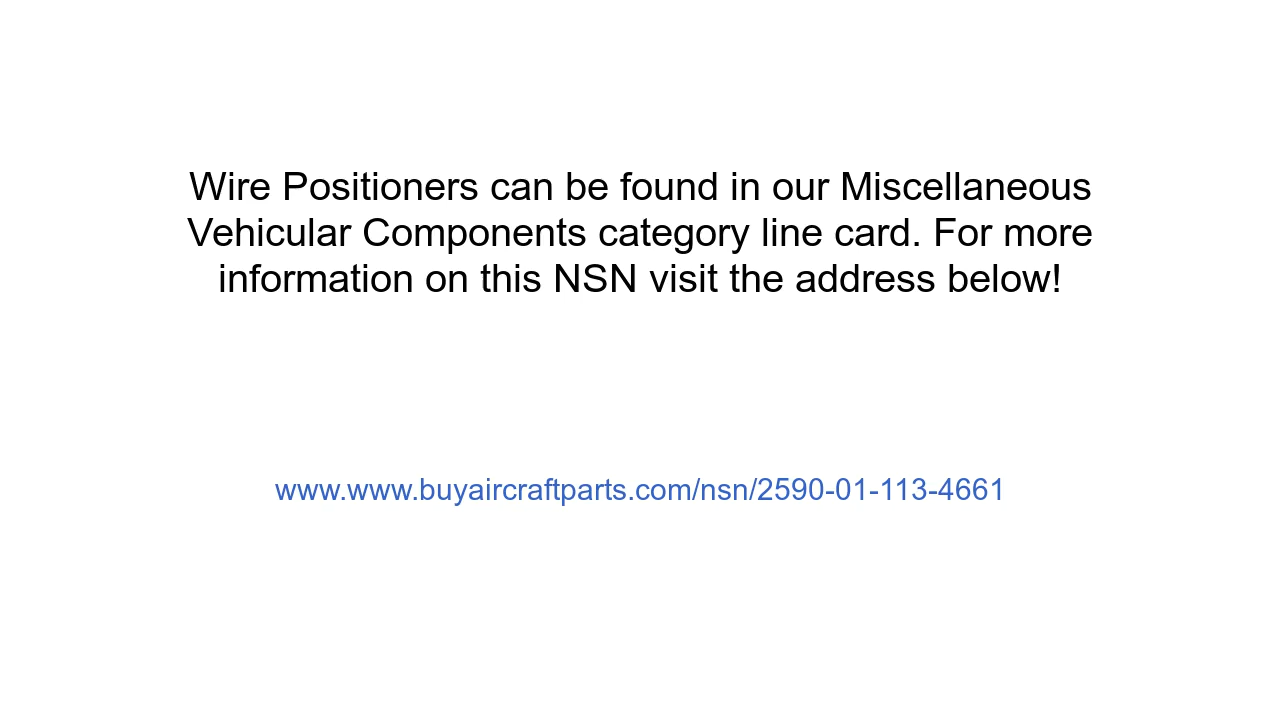 Wire Positioners can be found in our Miscellaneous
Vehicular Components category line card. For more
information on this NSN visit the address below!
www.www.buyaircraftparts.com/nsn/2590-01-113-4661